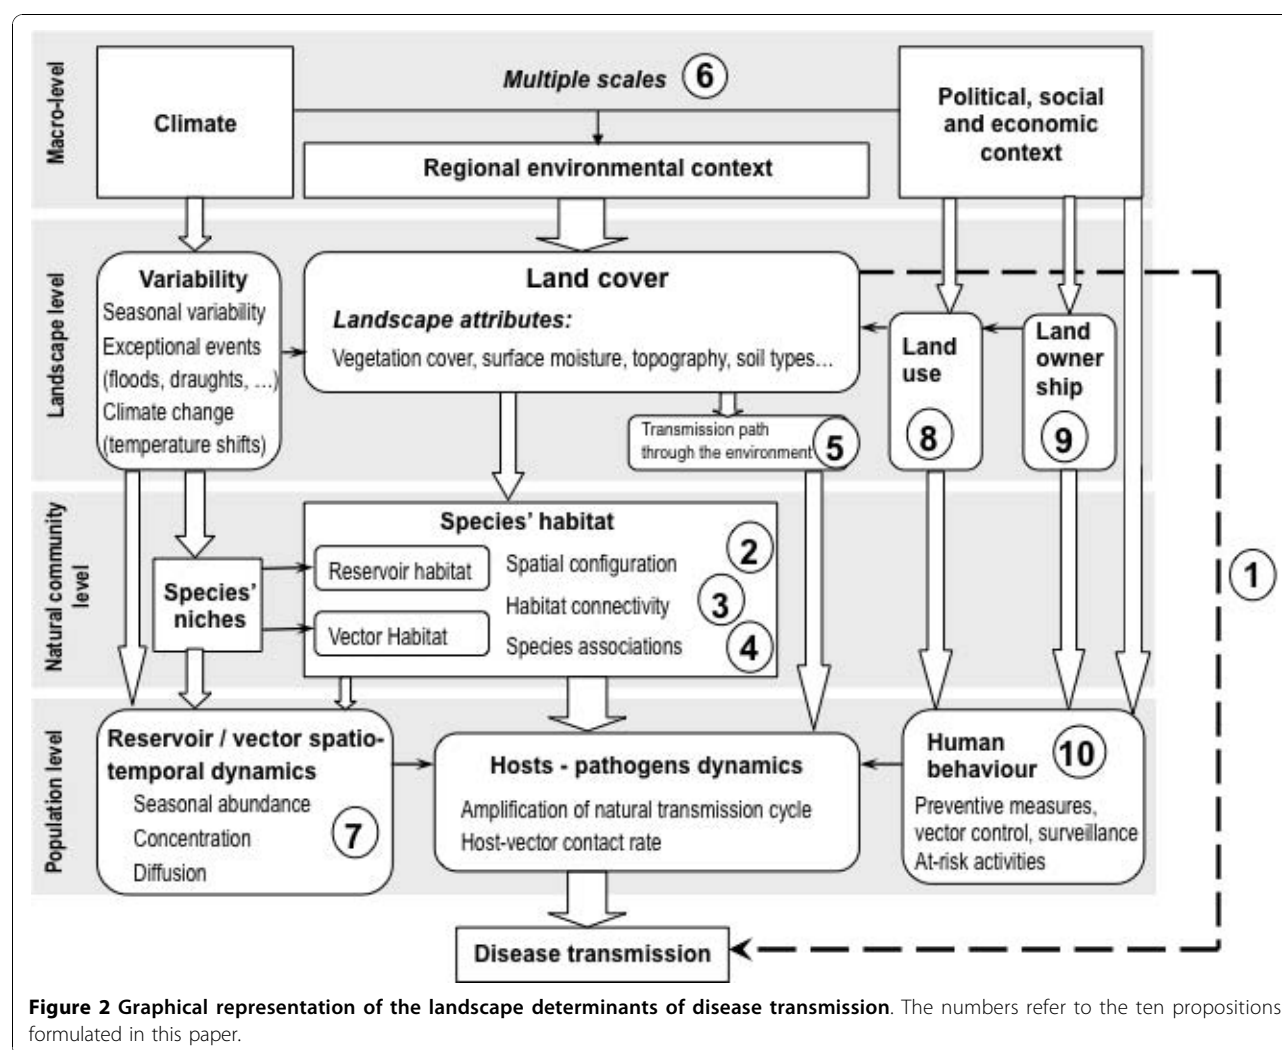 Macro-level
Climate
Multiple scales
6
Political, social
and economic
context
Regional environmental context
Landscape level
Variability
Seasonal variability
Exceptional events
(floods, draughts, ...)
Climate change
(temperature shifts)
Land cover
Landscape attributes:
Vegetation cover, surface moisture, topography, soil types...
Transmission path
through the environment
5
Land
use
8
Land
owner
ship
9
Natural community
level
Species'
niches
Species' habitat
Reservoir habitat
Vector Habitat
Spatial configuration
2
Habitat connectivity
3
Species associations
4
1
Population level
Reservoir / vector spatio-
temporal dynamics
Seasonal abundance
Concentration
Diffusion
7
Hosts - pathogens dynamics
Amplification of natural transmission cycle
Host-vector contact rate
Human
behaviour
10
Preventive measures,
vector control, surveillance
At-risk activities
Disease transmission
Figure 2 Graphical representation of the landscape determinants of disease transmission. The numbers refer to the ten propositions
formulated in this paper.